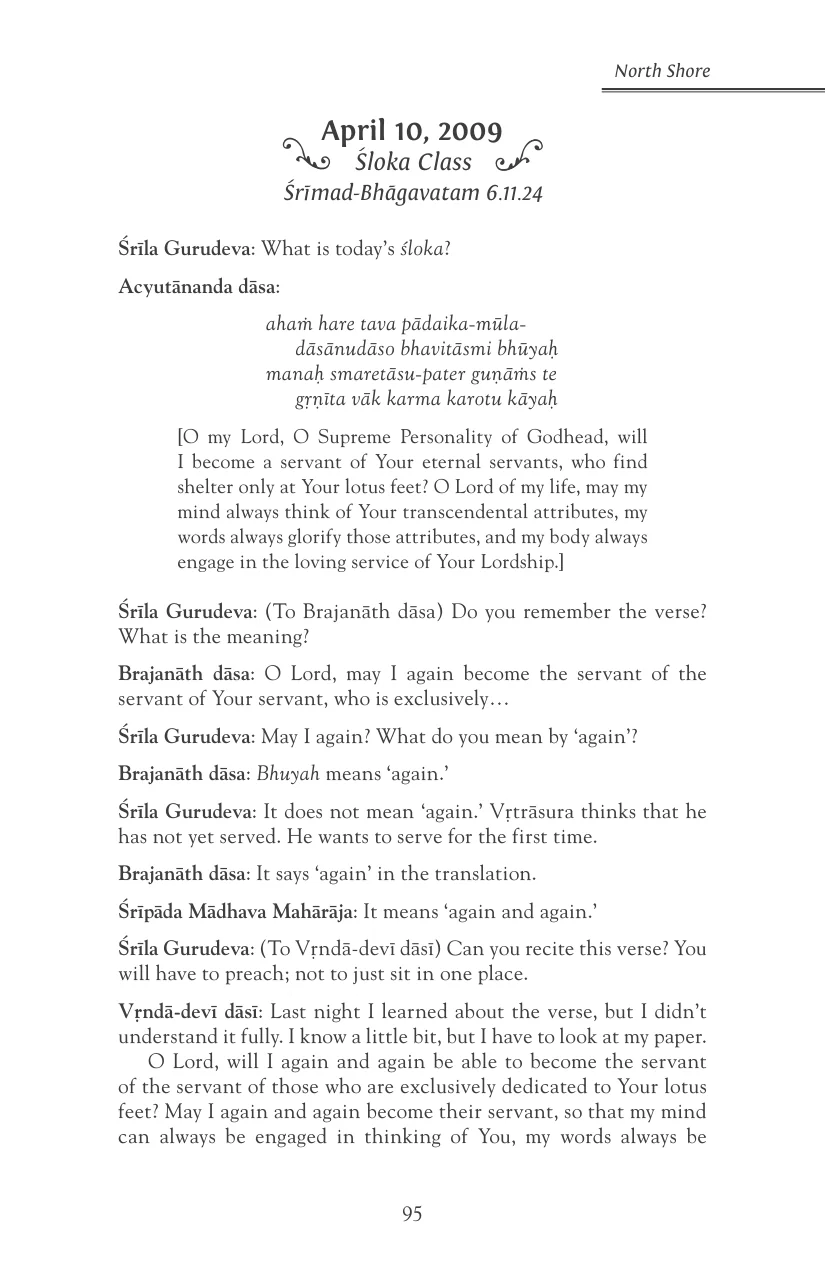 North Shore
April 10, 2009
Śloka Class
Śrīmad-Bhāgavatam 6.11.24
Śrīla Gurudeva: What is today’s śloka?
Acyutānanda dāsa:
ahaṁ hare tava pādaika-mūla-
dāsānudāso bhavitāsmi bhūyaḥ
manaḥ smaretāsu-pater guṇāṁs te
gṛṇīta vāk karma karotu kāyaḥ
[O my Lord, O Supreme Personality of Godhead, will
I become a servant of Your eternal servants, who find
shelter only at Your lotus feet? O Lord of my life, may my
mind always think of Your transcendental attributes, my
words always glorify those attributes, and my body always
engage in the loving service of Your Lordship.]
Śrīla Gurudeva: (To Brajanāth dāsa) Do you remember the verse?
What is the meaning?
Brajanāth dāsa: O Lord, may I again become the servant of the
servant of Your servant, who is exclusively…
Śrīla Gurudeva: May I again? What do you mean by ‘again’?
Brajanāth dāsa: Bhuyah means ‘again.’
Śrīla Gurudeva: It does not mean ‘again.’ Vṛtrāsura thinks that he
has not yet served. He wants to serve for the first time.
Brajanāth dāsa: It says ‘again’ in the translation.
Śrīpāda Mādhava Mahārāja: It means ‘again and again.’
Śrīla Gurudeva: (To Vṛndā-devī dāsī) Can you recite this verse? You
will have to preach; not to just sit in one place.
Vṛndā-devī dāsī: Last night I learned about the verse, but I didn’t
understand it fully. I know a little bit, but I have to look at my paper.
O Lord, will I again and again be able to become the servant
of the servant of those who are exclusively dedicated to Your lotus
feet? May I again and again become their servant, so that my mind
can always be engaged in thinking of You, my words always be
95